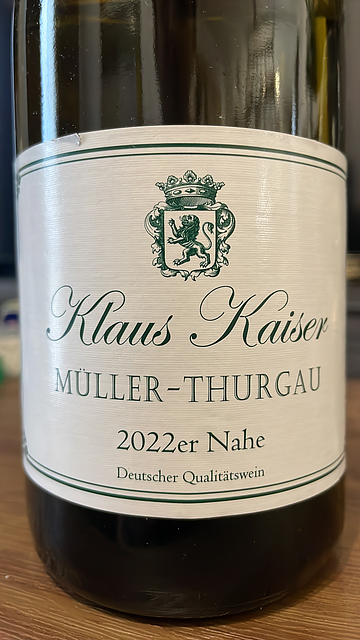 Klaus Kaiser
MÜLLER-THURGAU
2022er Nahe
Deutscher Qualitätswein